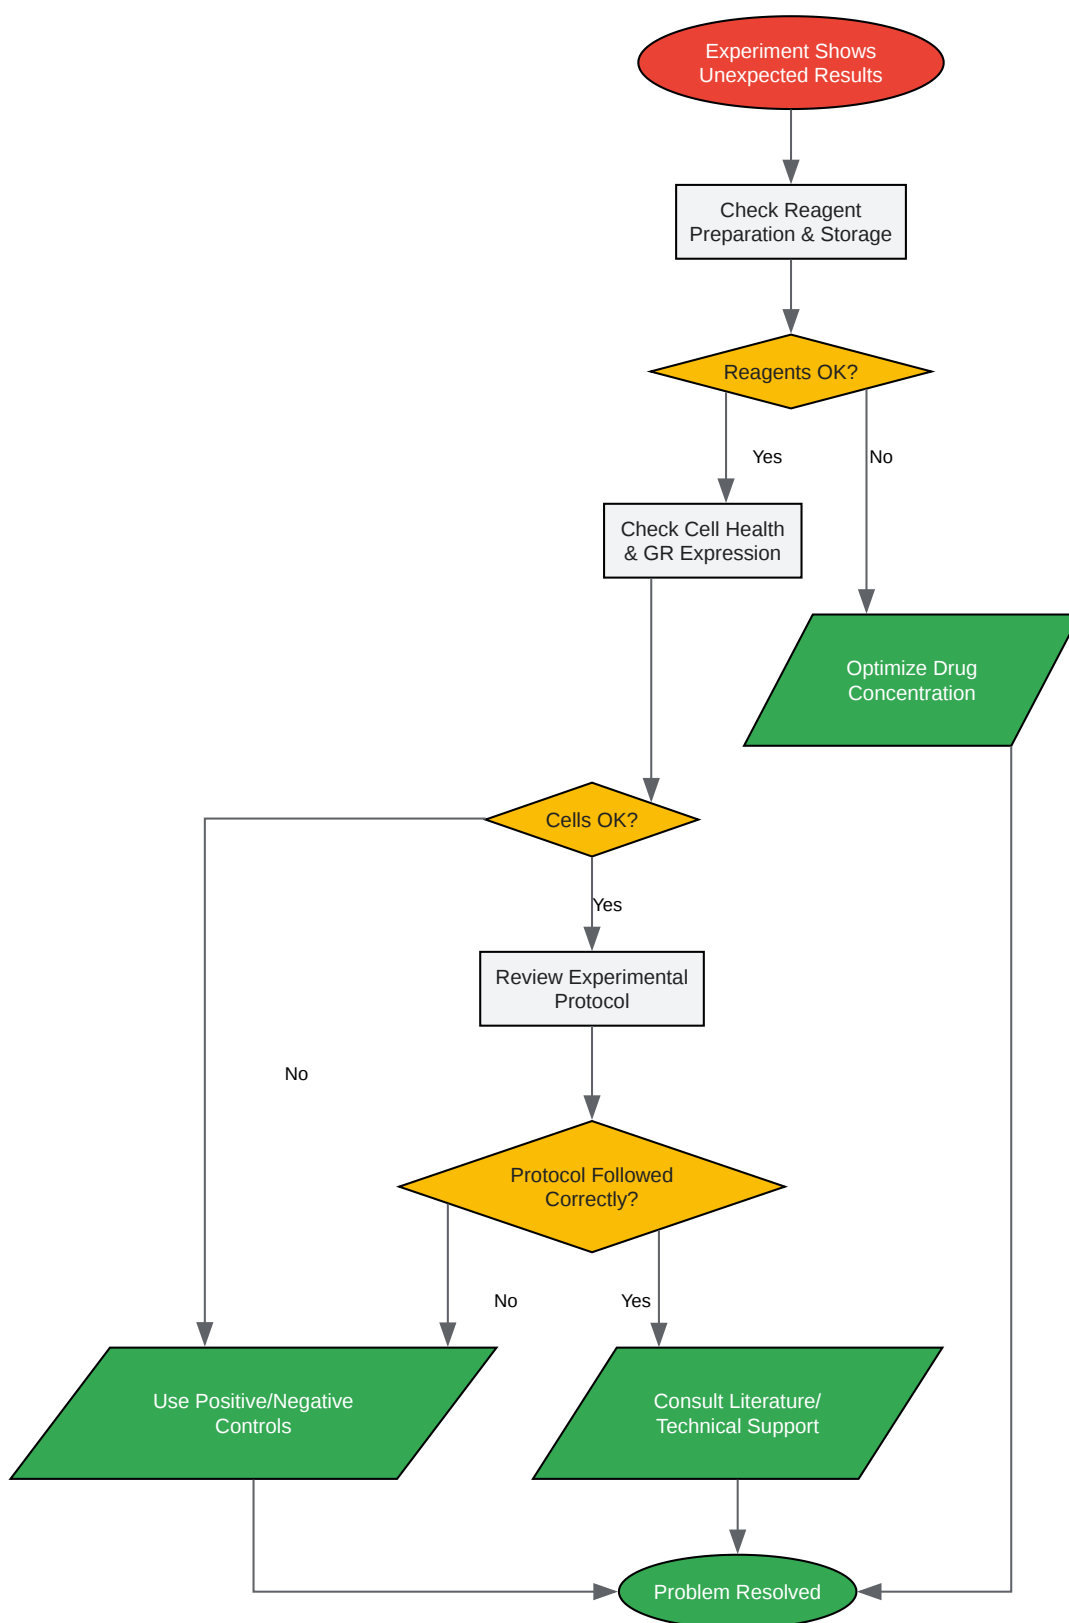 Experiment Shows
Unexpected Results
Check Reagent
Preparation & Storage
Reagents OK?
Yes
No
Check Cell Health
& GR Expression
Optimize Drug
Concentration
Cells OK?
Yes
Review Experimental
Protocol
No
Protocol Followed
Correctly?
No
Yes
Use Positive/Negative
Controls
Consult Literature/
Technical Support
Problem Resolved